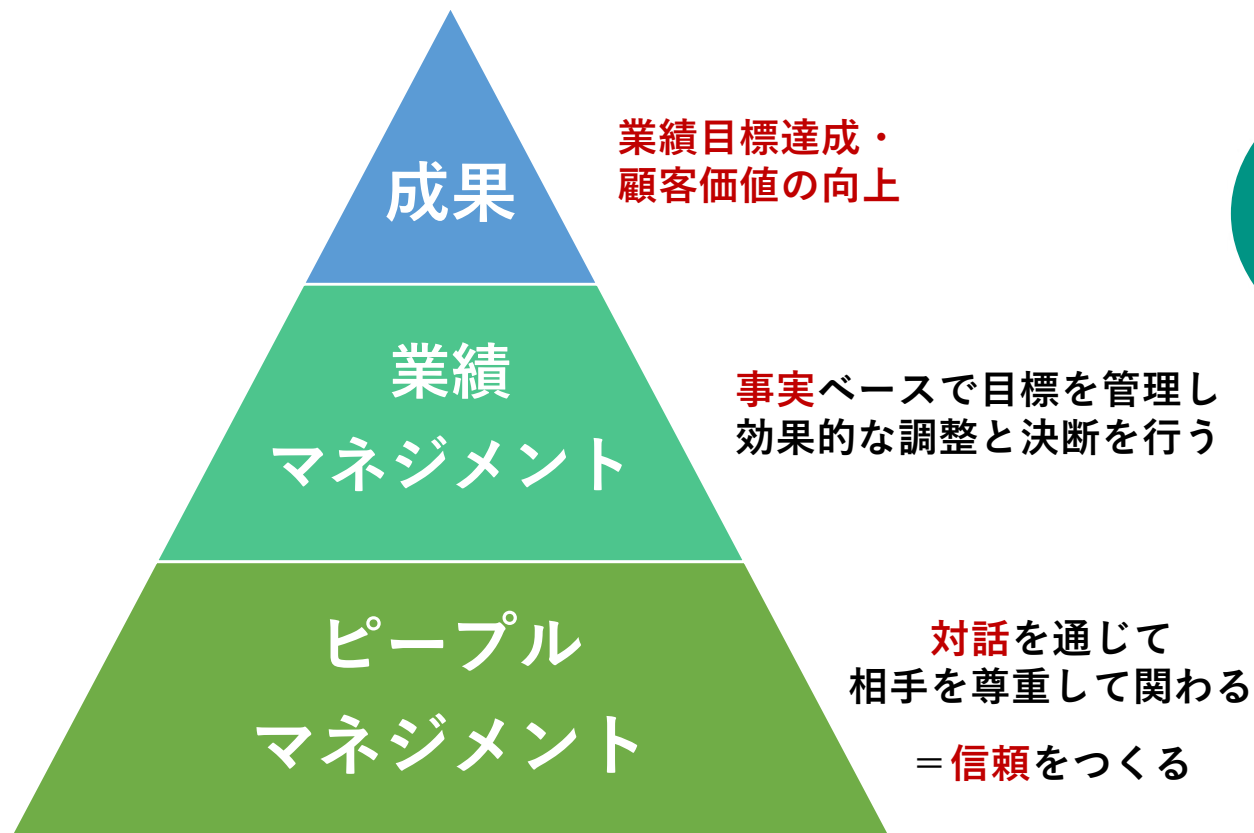 成果
業績目標達成・
顧客価値の向上
業績
マネジメント
事実ベースで目標を管理し
効果的な調整と決断を行う
ピープル
マネジメント
対話を通じて
相手を尊重して関わる
＝信頼をつくる